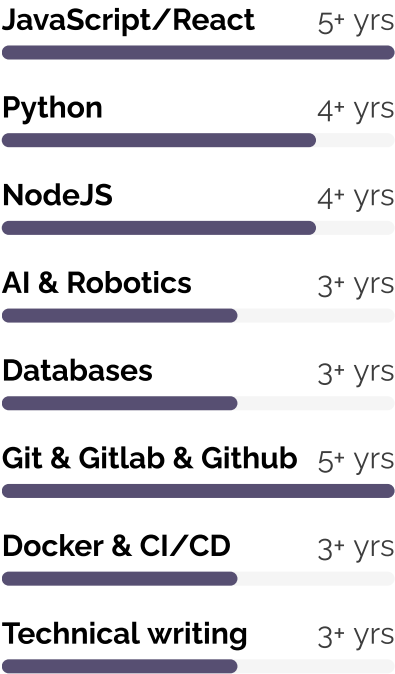 JavaScript/React 5+ yrs
Python 4+ yrs
NodeJS 4+ yrs
AI & Robotics 3+ yrs
Databases 3+ yrs
Git & Gitlab & Github 5+ yrs
Docker & CI/CD 3+ yrs
Technical writing 3+ yrs